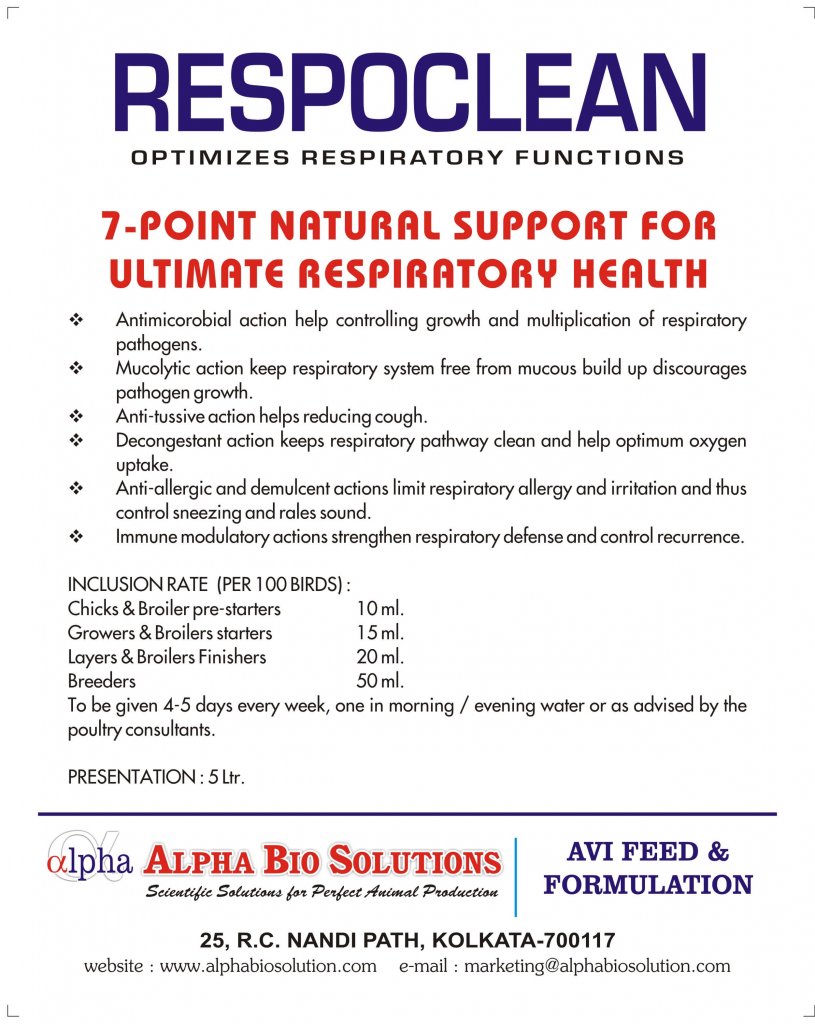 RESPOCLEAN
OPTIMIZES RESPIRATORY FUNCTIONS
7-POINT NATURAL SUPPORT FOR
ULTIMATE RESPIRATORY HEALTH
❖ Antimicorobial action help controlling growth and multiplication of respiratory
pathogens.
❖ Mucolytic action keep respiratory system free from mucous build up discourages
pathogen growth.
❖ Anti-tussive action helps reducing cough.
❖ Decongestant action keeps respiratory pathway clean and help optimum oxygen
uptake.
❖ Anti-allergic and demulcent actions limit respiratory allergy and irritation and thus
control sneezing and rales sound.
❖ Immune modulatory actions strengthen respiratory defense and control recurrence.
INCLUSION RATE (PER 100 BIRDS) :
Chicks & Broiler pre-starters 10 ml.
Growers & Broilers starters 15 ml.
Layers & Broilers Finishers 20 ml.
Breeders 50 ml.
To be given 4-5 days every week, one in morning / evening water or as advised by the
poultry consultants.
PRESENTATION : 5 Ltr.
αlpha ALPHA BIO SOLUTIONS
Scientific Solutions for Perfect Animal Production
AVI FEED &
FORMULATION
25, R.C. NANDI PATH, KOLKATA-700117
website : www.alphabiosolution.com e-mail : marketing@alphabiosolution.com